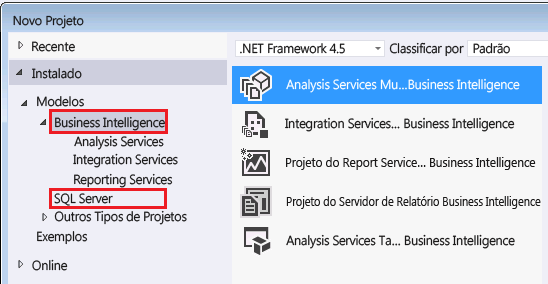 Novo Projeto
Recente
.NET Framework 4.5
Classificar por
Padrão
Instalado
Modelos
Business Intelligence
Analysis Services
Integration Services
Reporting Services
SQL Server
Outros Tipos de Projetos
Exemplos
Online
Analysis Services Mu...Business Intelligence
Integration Services... Business Intelligence
Projeto do Report Service... Business Intelligence
Projeto do Servidor de Relatório Business Intelligence
Analysis Services Ta... Business Intelligence